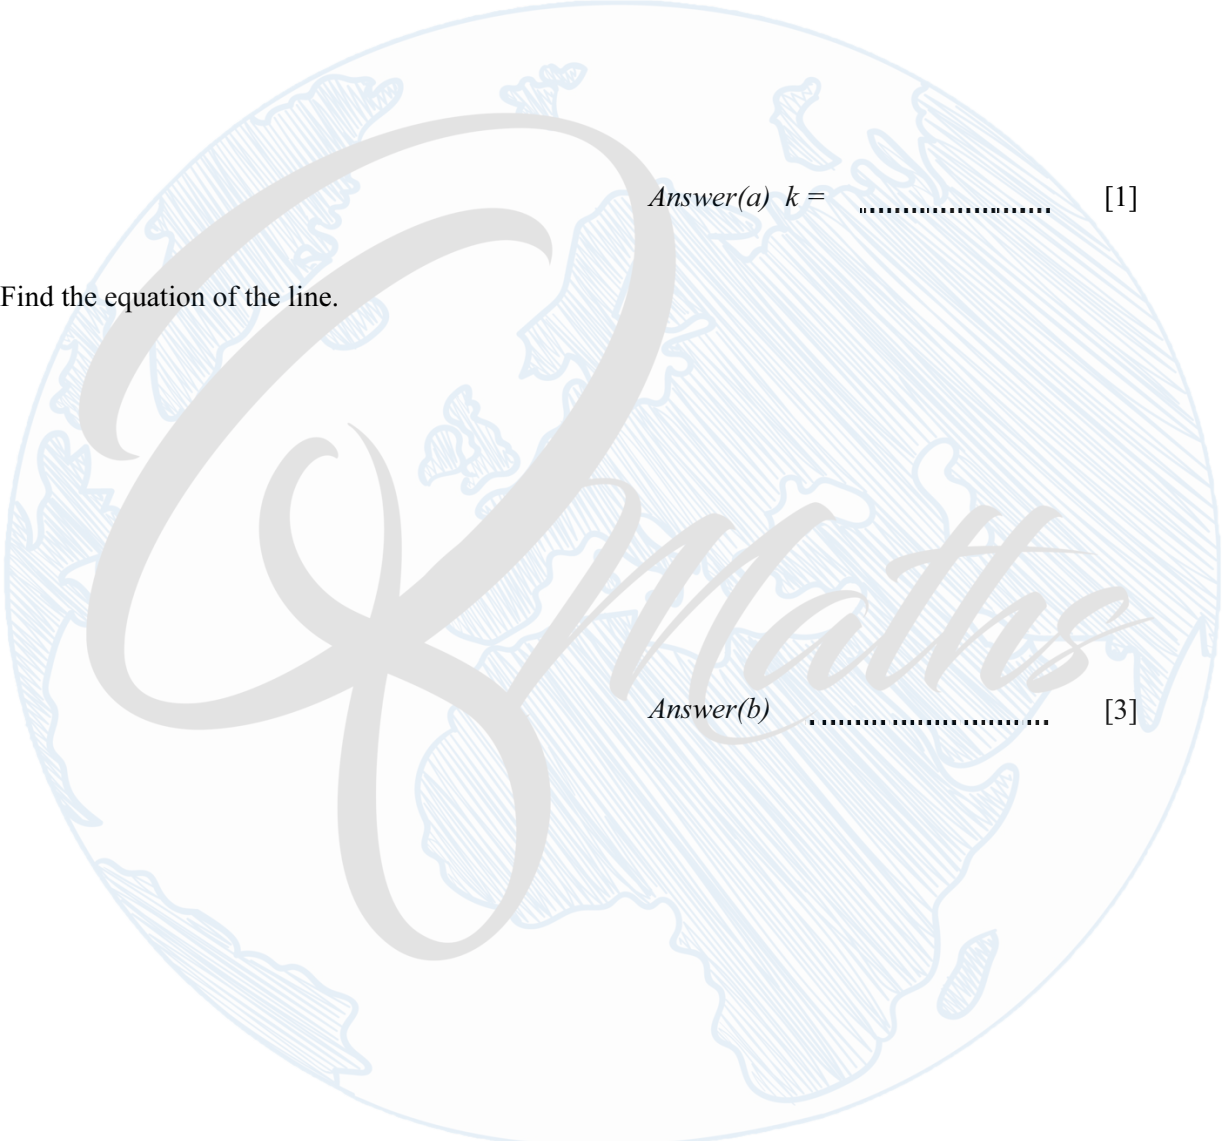 Answer(a) k = ........................ [1]
Find the equation of the line.
Maths
Answer(b) ........................ [3]